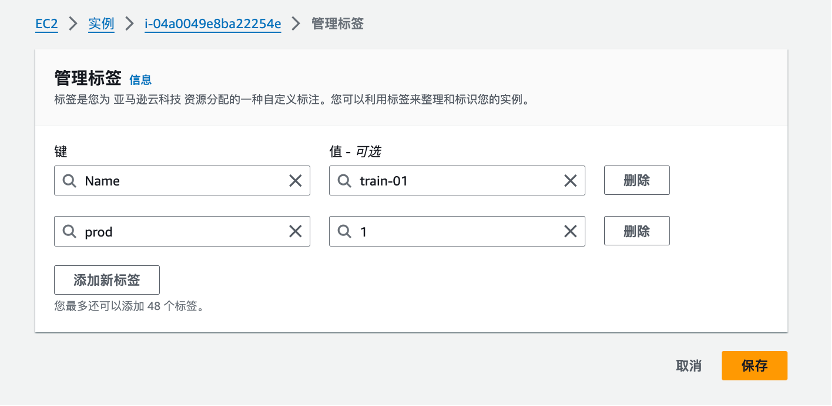 EC2 > 实例 > i-04a0049e8ba22254e > 管理标签
管理标签 信息
标签是您为 亚马逊云科技 资源分配的一种自定义标注。您可以利用标签来整理和标识您的实例。
键 值 - 可选
Name train-01 删除
prod 1 删除
添加新标签
您最多还可以添加 48 个标签。
取消 保存